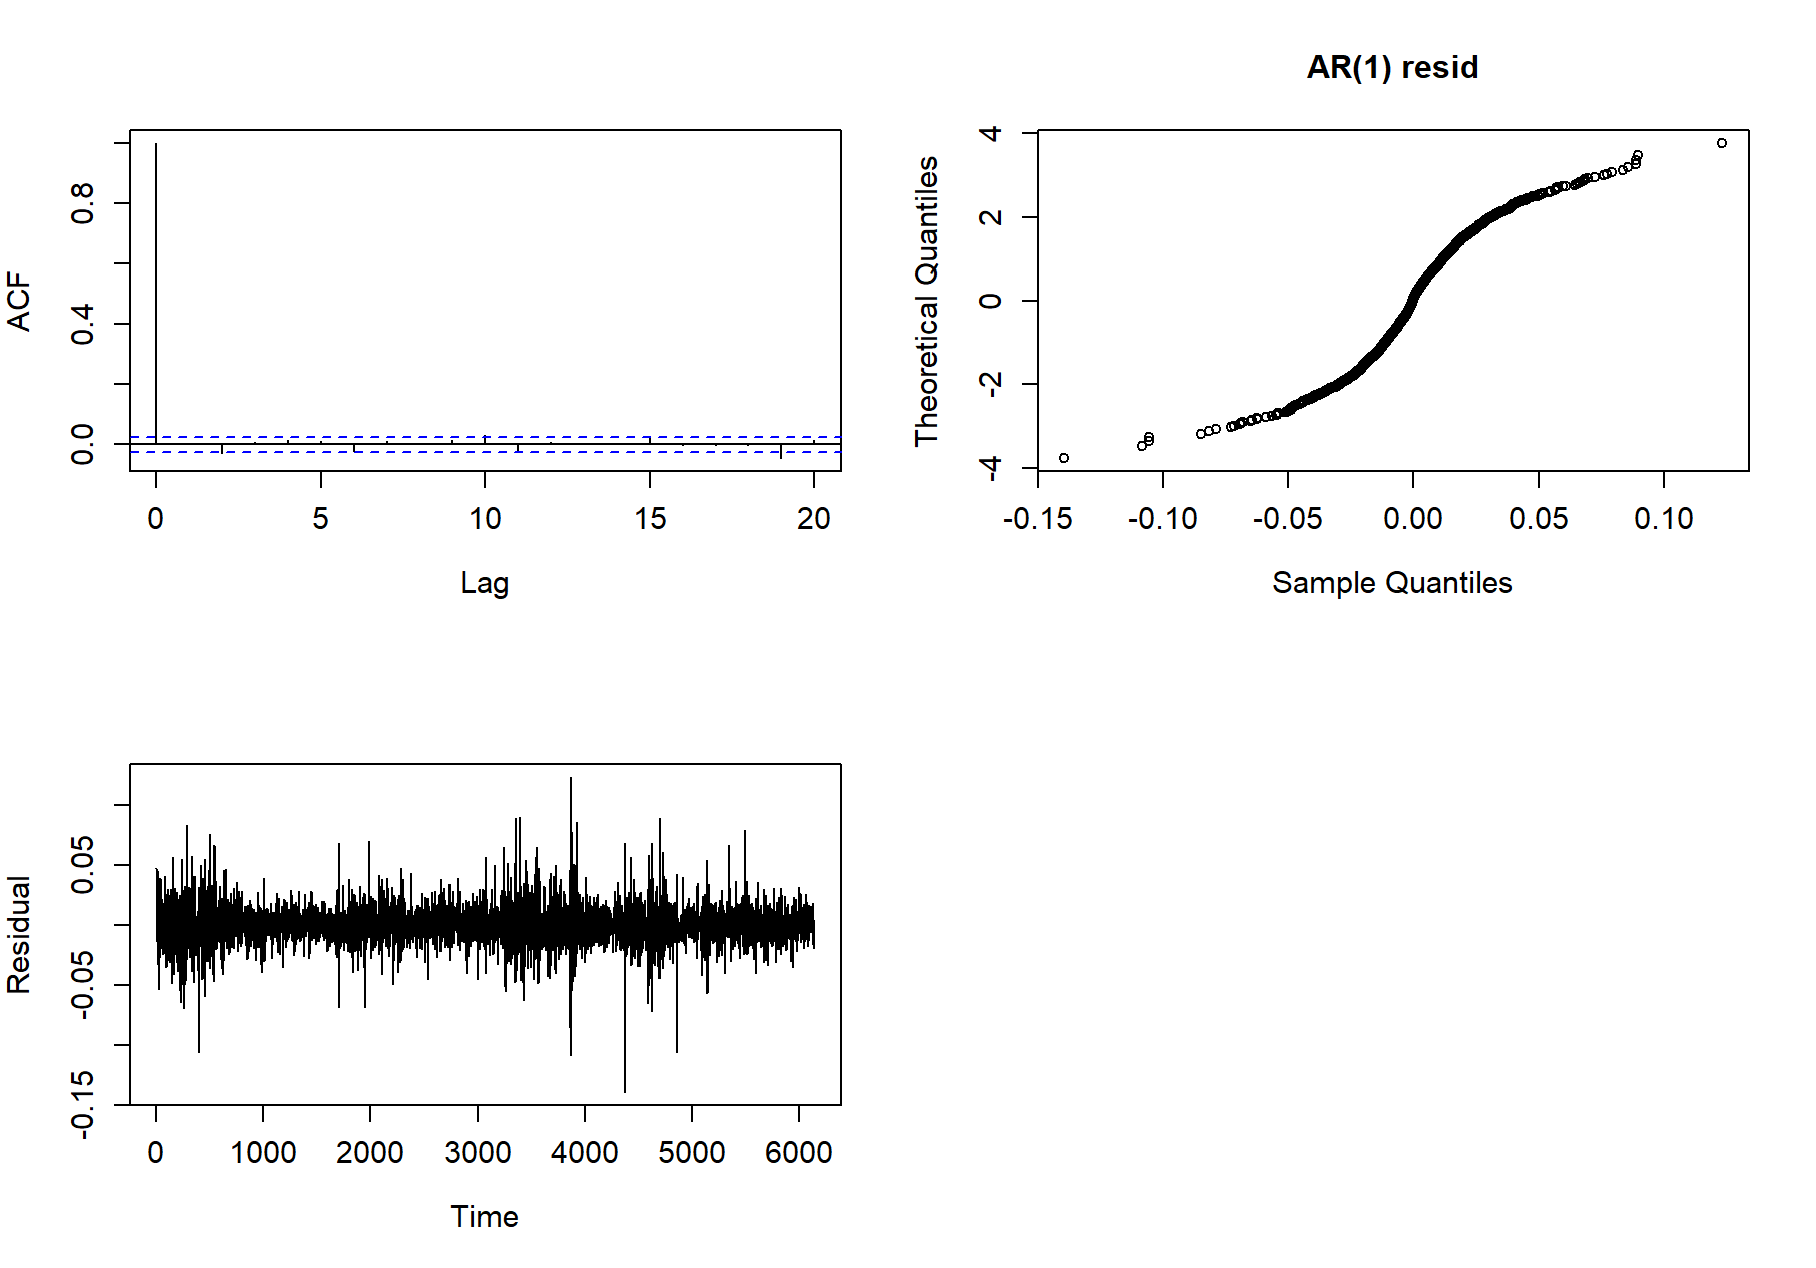 ACF
0.0 0.4 0.8
0 5 10 15 20
Lag
AR(1) resid
Theoretical Quantiles
-4 -2 0 2 4
-0.15 -0.10 -0.05 0.00 0.05 0.10
Sample Quantiles
Residual
-0.15 -0.05 0.05
0 1000 2000 3000 4000 5000 6000
Time